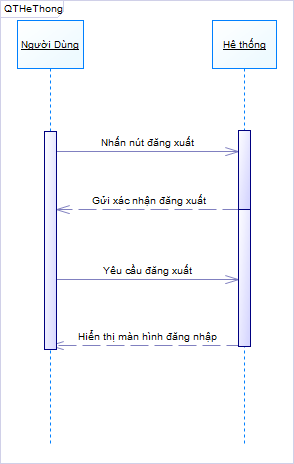 QTHeThong
Người Dùng
Hê thống
Nhấn nút đăng xuất
Gửi xác nhận đăng xuất
Yêu cầu đăng xuất
Hiển thị màn hình đăng nhập